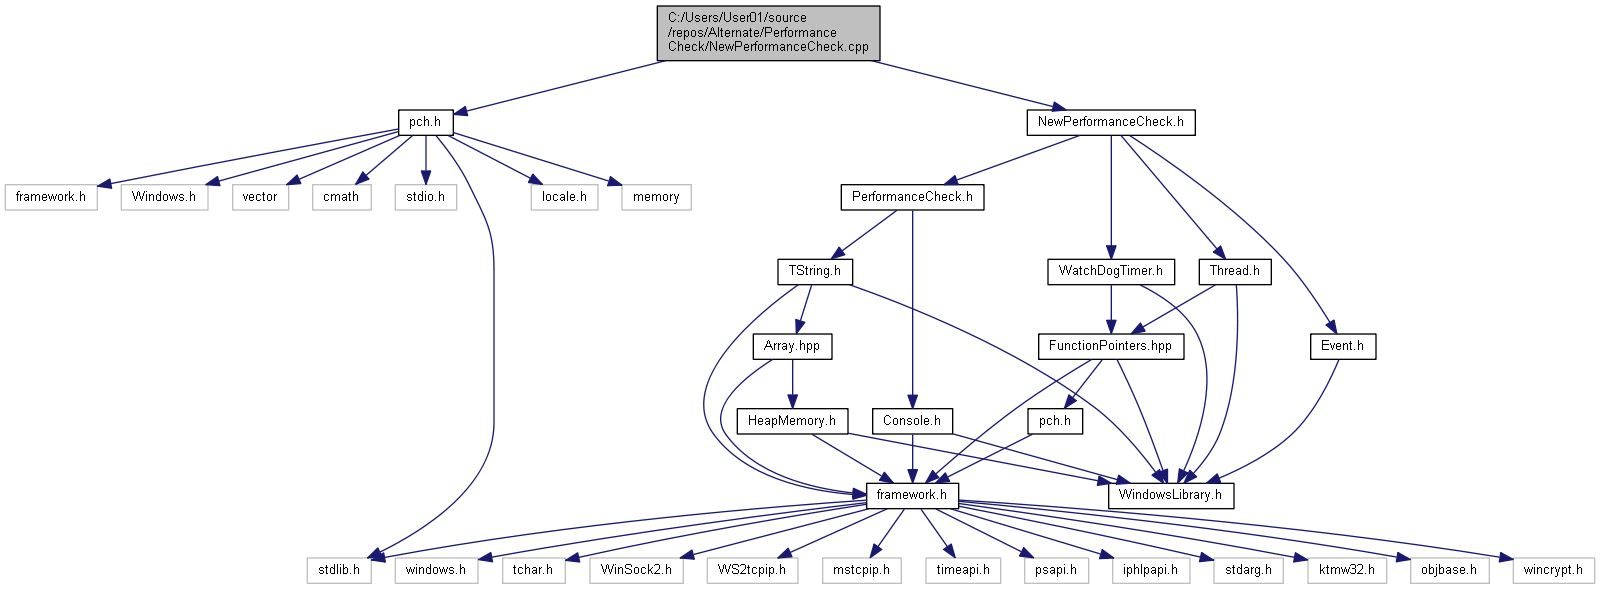 C:/Users/User01/source
/repos/Alternate/Performance
Check/NewPerformanceCheck.cpp
pch.h
NewPerformanceCheck.h
framework.h
Windows.h
vector
cmath
stdio.h
locale.h
memory
PerformanceCheck.h
TString.h
WatchDogTimer.h
Thread.h
Array.hpp
FunctionPointers.hpp
Event.h
HeapMemory.h
Console.h
pch.h
framework.h
WindowsLibrary.h
stdlib.h
windows.h
tchar.h
WinSock2.h
WS2tcpip.h
mstcpip.h
timeapi.h
psapi.h
iphlpapi.h
stdarg.h
ktmw32.h
objbase.h
wincrypt.h